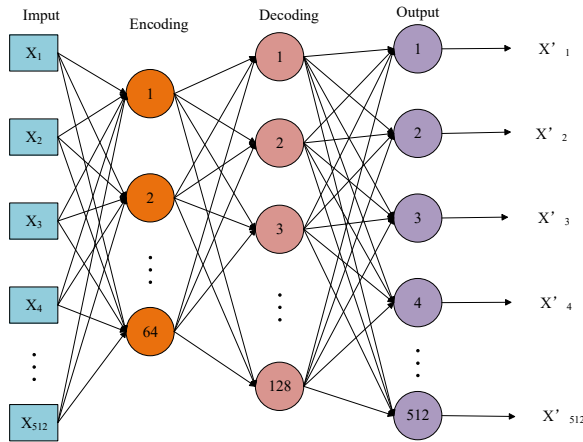 Imput Encoding Decoding Output
X1 1 1 1 X’ 1
X2 2 2 2 X’ 2
X3 3 3 X’ 3
X4 64 4 X’ 4
X512 128 512 X’ 512